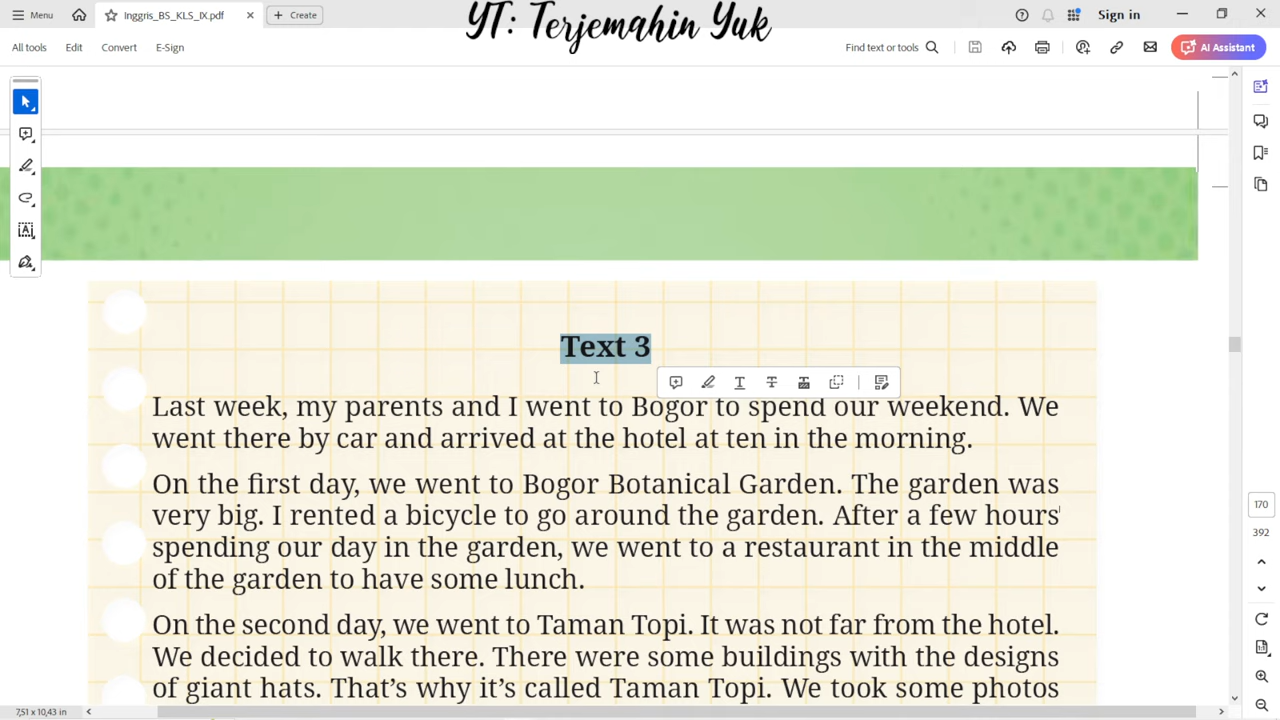 Menu
Inggris_BS_KLS_IX.pdf
Create
YT: Terjemahin Yuk
Sign in
All tools
Edit
Convert
E-Sign
Find text or tools
AI Assistant
Text 3
Last week, my parents and I went to Bogor to spend our weekend. We
went there by car and arrived at the hotel at ten in the morning.
On the first day, we went to Bogor Botanical Garden. The garden was
very big. I rented a bicycle to go around the garden. After a few hours'
spending our day in the garden, we went to a restaurant in the middle
of the garden to have some lunch.
On the second day, we went to Taman Topi. It was not far from the hotel.
We decided to walk there. There were some buildings with the designs
of giant hats. That’s why it’s called Taman Topi. We took some photos
170
392
7,51 x 10,43 in